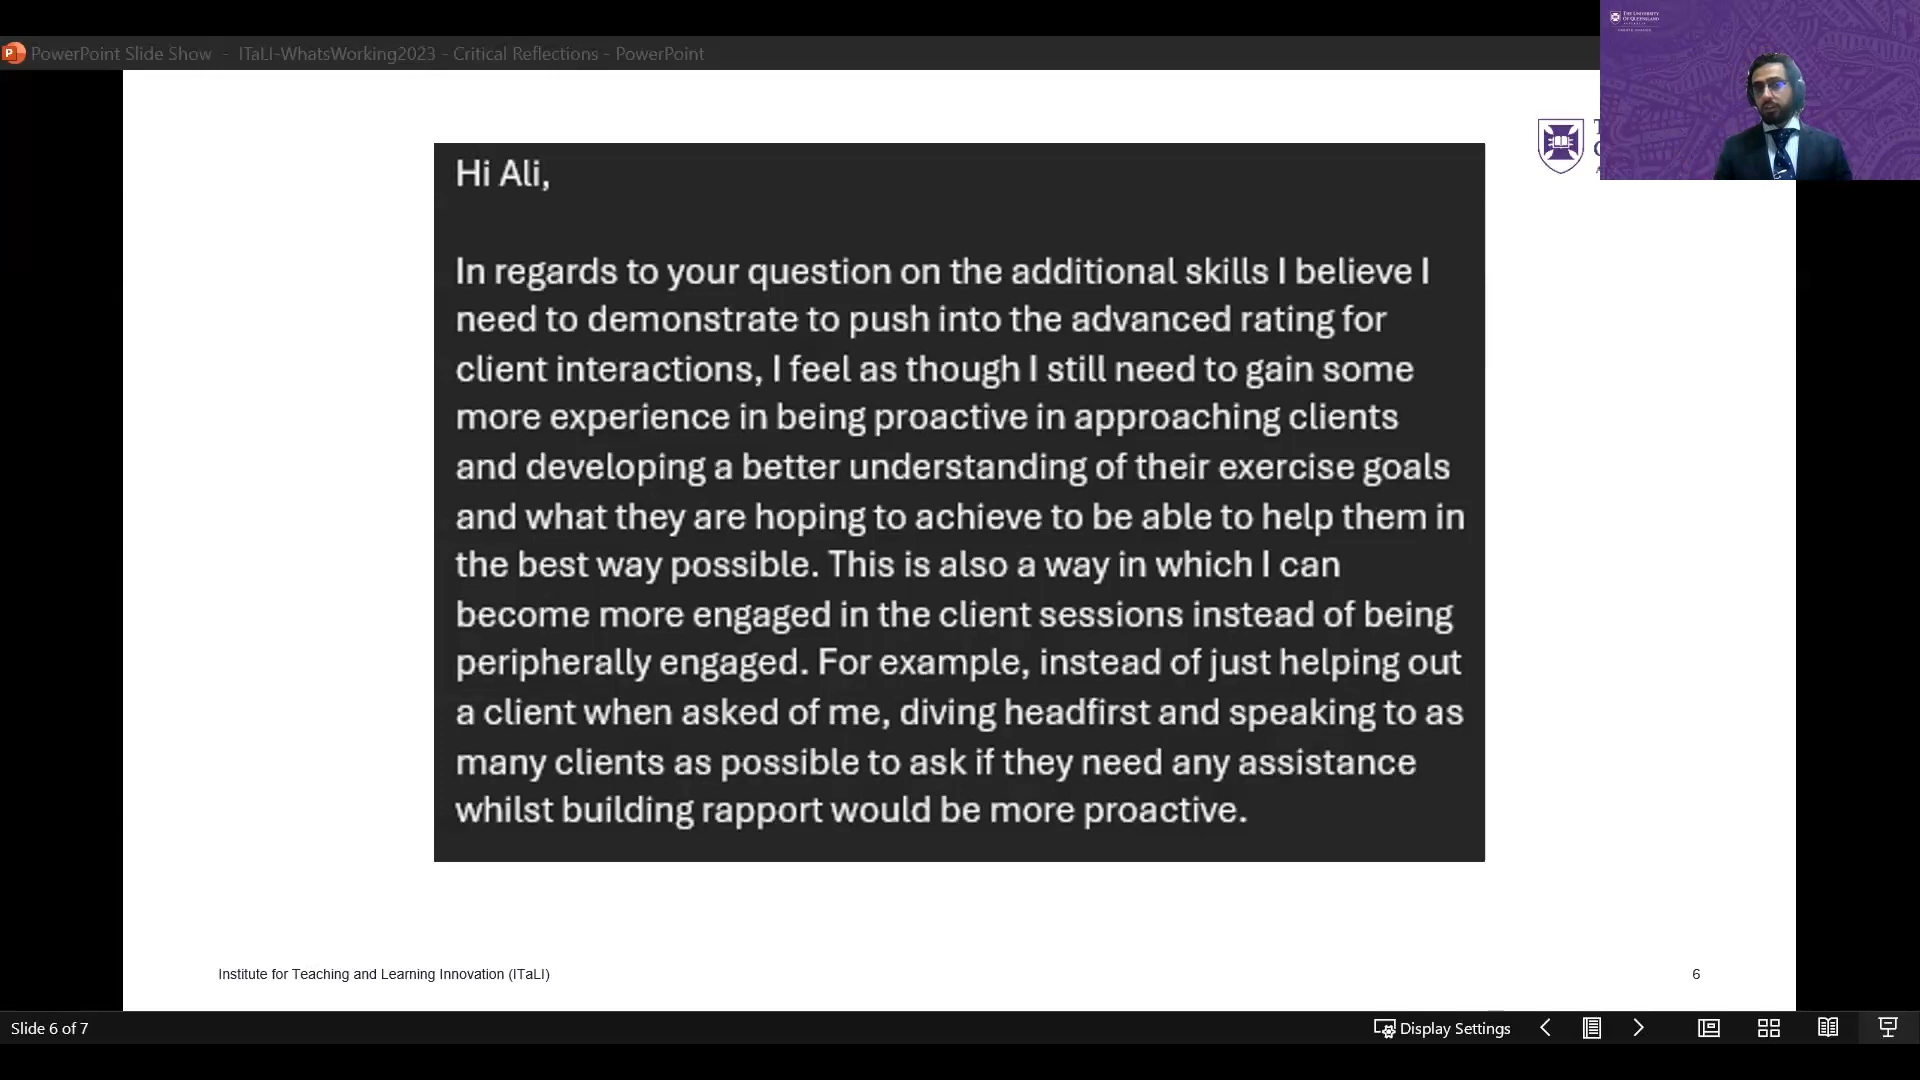 THE UNIVERSITY
OF QUEENSLAND
PowerPoint Slide Show - ITaLI-WhatsWorking2023 - Critical Reflections - PowerPoint
Hi Ali,
In regards to your question on the additional skills I believe I
need to demonstrate to push into the advanced rating for
client interactions, I feel as though I still need to gain some
more experience in being proactive in approaching clients
and developing a better understanding of their exercise goals
and what they are hoping to achieve to be able to help them in
the best way possible. This is also a way in which I can
become more engaged in the client sessions instead of being
peripherally engaged. For example, instead of just helping out
a client when asked of me, diving headfirst and speaking to as
many clients as possible to ask if they need any assistance
whilst building rapport would be more proactive.
Institute for Teaching and Learning Innovation (ITaLI)
6
Slide 6 of 7
Display Settings